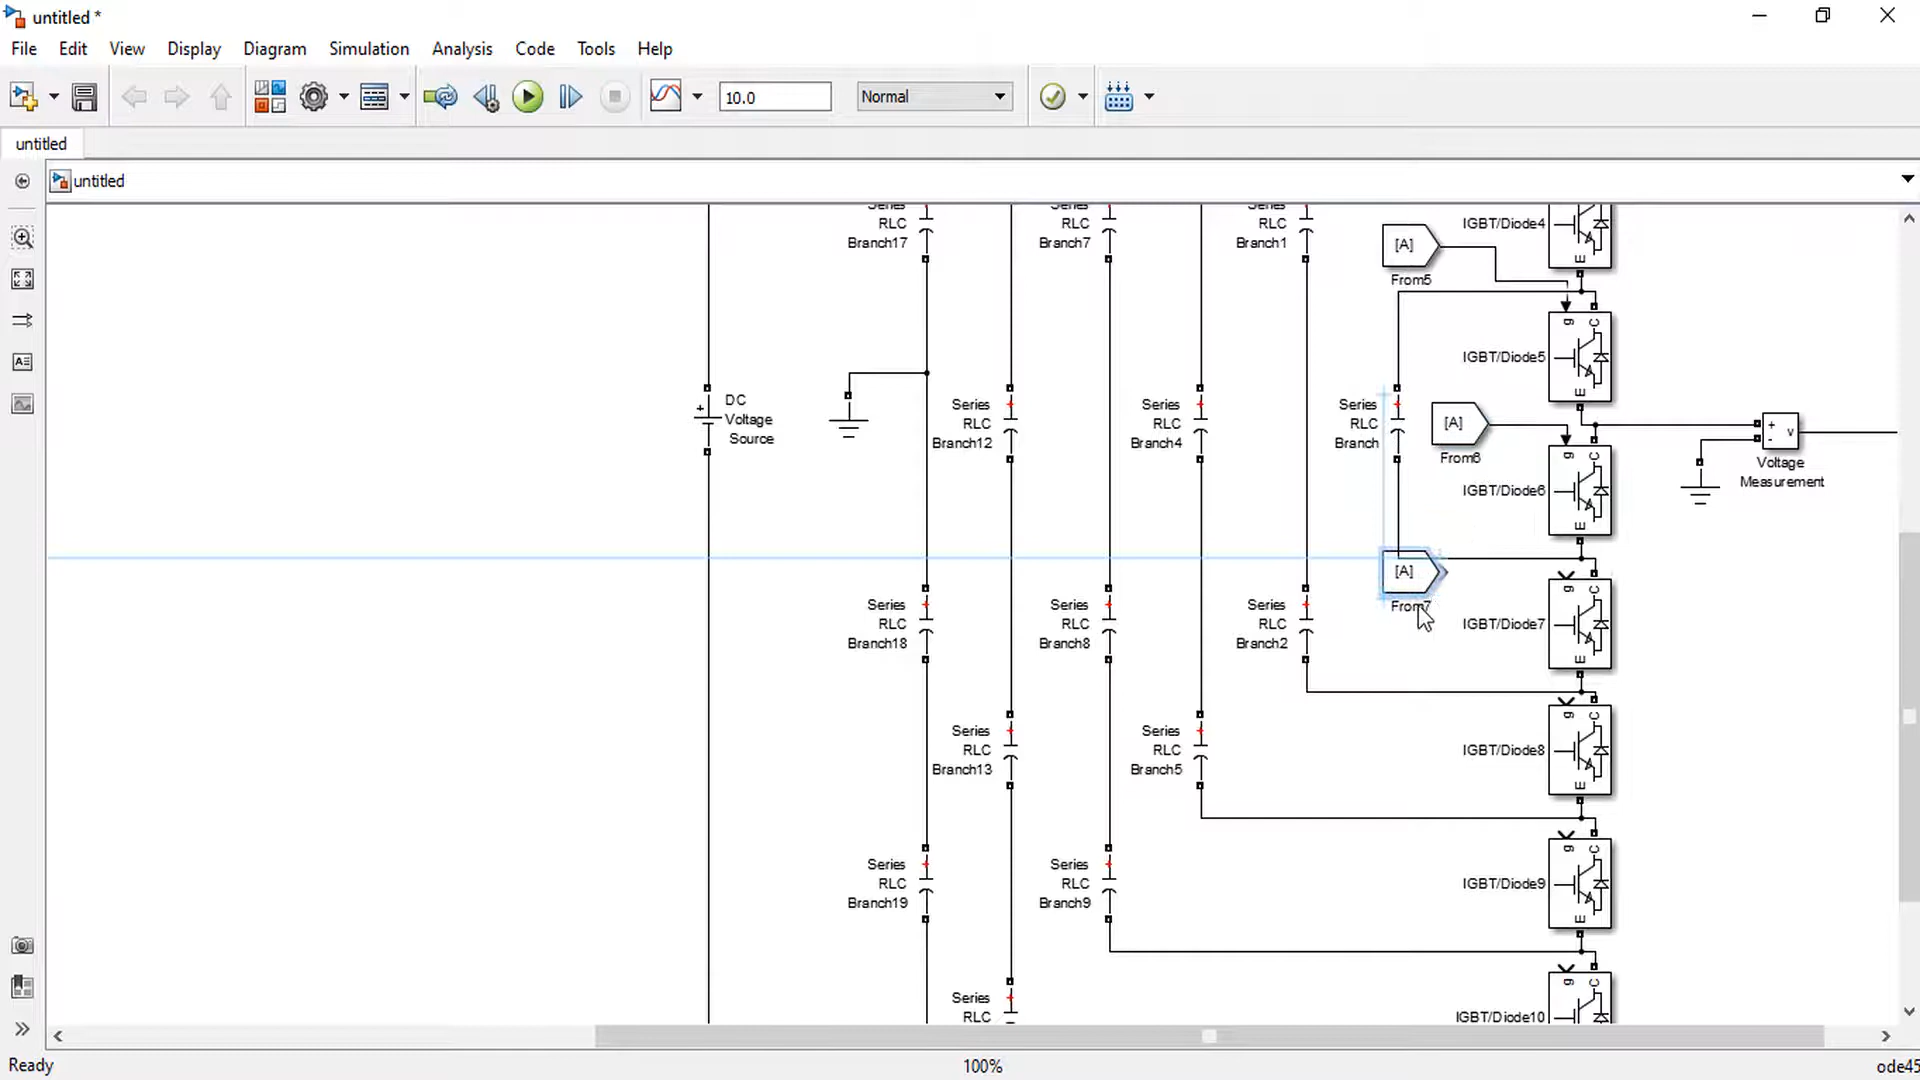 untitled *
File Edit View Display Diagram Simulation Analysis Code Tools Help
10.0
Normal
untitled
untitled
Series
RLC
Branch17
Series
RLC
Branch7
Series
RLC
Branch1
[A]
From5
IGBT/Diode4
E
g C
IGBT/Diode5
E
+
DC
Voltage
Source
Series
RLC
Branch12
Series
RLC
Branch4
Series
RLC
Branch
[A]
From6
g C
IGBT/Diode6
E
+
-
v
Voltage
Measurement
[A]
From7
Series
RLC
Branch18
Series
RLC
Branch8
Series
RLC
Branch2
g C
IGBT/Diode7
E
Series
RLC
Branch13
Series
RLC
Branch5
g C
IGBT/Diode8
E
Series
RLC
Branch19
Series
RLC
Branch9
g C
IGBT/Diode9
E
Series
RLC
g C
IGBT/Diode10
E
Ready
100%
ode45